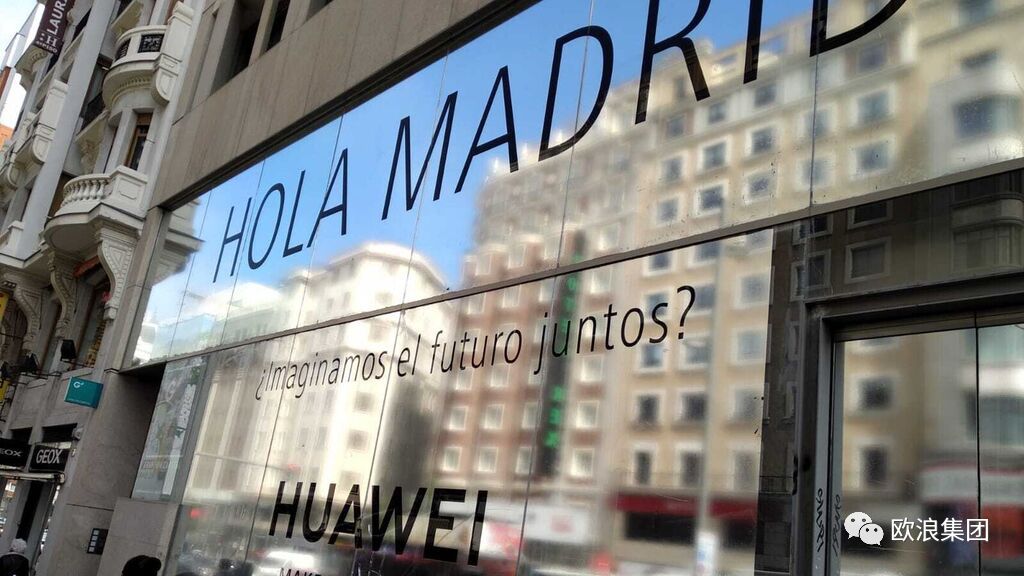 HOLA MADRID
¿Imaginamos el futuro juntos?
HUAWEI
GEOX
欧浪集团